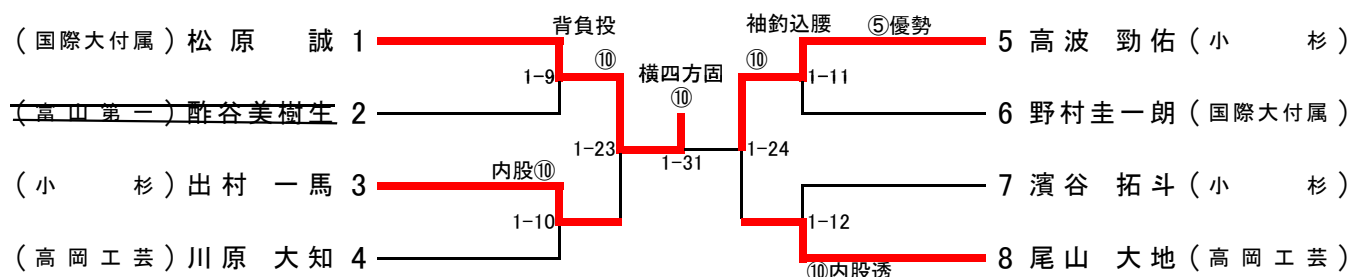 背負投
袖釣込腰
⑤優勢
(国際大付属) 松原 誠 1
⑩
横四方固
⑩
5 高波 勁佑 (小 杉)
1-9
⑩
1-11
(富山第一) 酢谷美樹生 2
6 野村圭一朗 (国際大付属)
1-23
1-31
1-24
内股⑩
(小 杉) 出村 一馬 3
7 濱谷 拓斗 (小 杉)
1-10
1-12
(高岡工芸) 川原 大知 4
8 尾山 大地 (高岡工芸)
⑩内股透